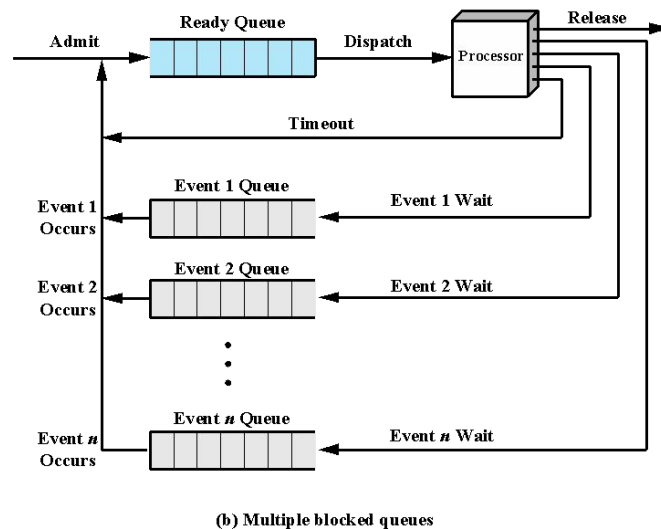 Release
Ready Queue
Admit
Dispatch
Processor
Timeout
Event 1 Queue
Event 1
Occurs
Event 1 Wait
Event 2 Queue
Event 2
Occurs
Event 2 Wait
Event n Queue
Event n
Occurs
Event n Wait
(b) Multiple blocked queues